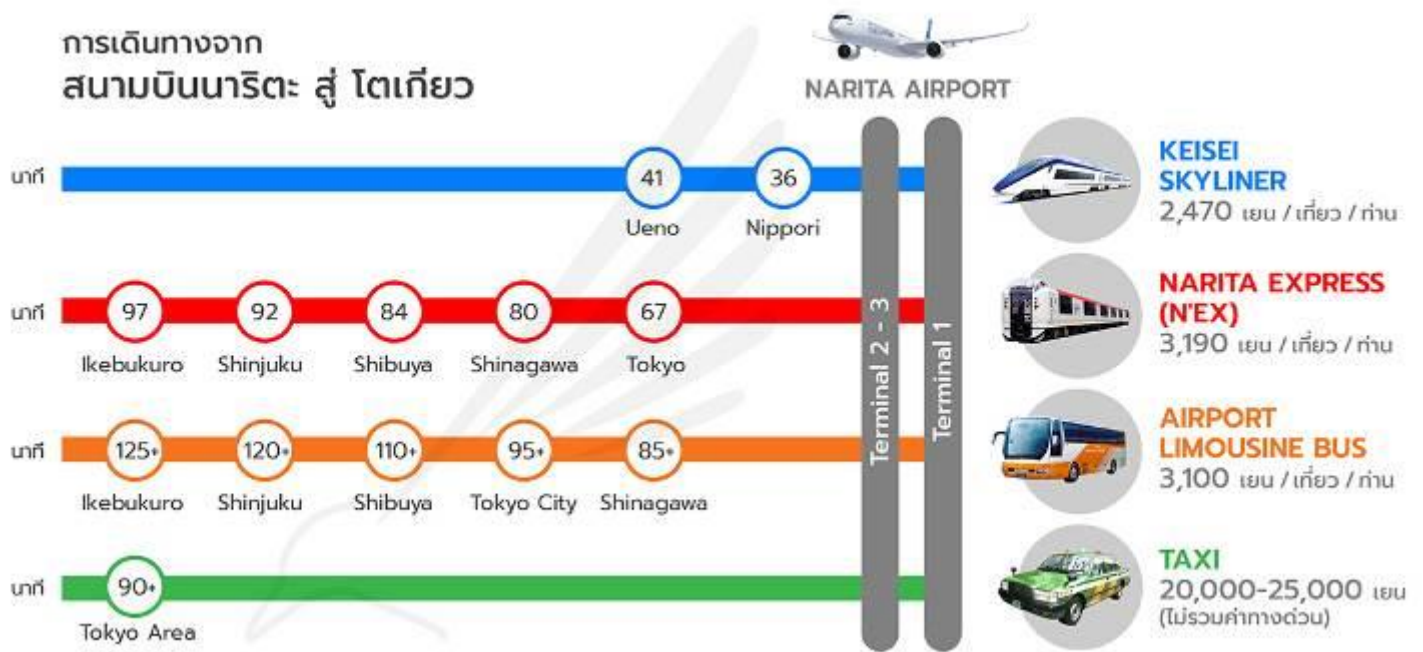 การเดินทางจาก
สนามบินนาริตะ สู่ โตเกียว
NARITA AIRPORT
นาที
41
36
Ueno
Nippori
KEISEI
SKYLINER
2,470 เยน / เที่ยว / ท่าน
นาที
97
92
84
80
67
Ikebukuro
Shinjuku
Shibuya
Shinagawa
Tokyo
NARITA EXPRESS
(N'EX)
3,190 เยน / เที่ยว / ท่าน
Terminal 2 - 3
Terminal 1
นาที
125+
120+
110+
95+
85+
Ikebukuro
Shinjuku
Shibuya
Tokyo City
Shinagawa
AIRPORT
LIMOUSINE BUS
3,100 เยน / เที่ยว / ท่าน
นาที
90+
Tokyo Area
TAXI
20,000-25,000 เยน
(ไม่รวมค่าทางด่วน)